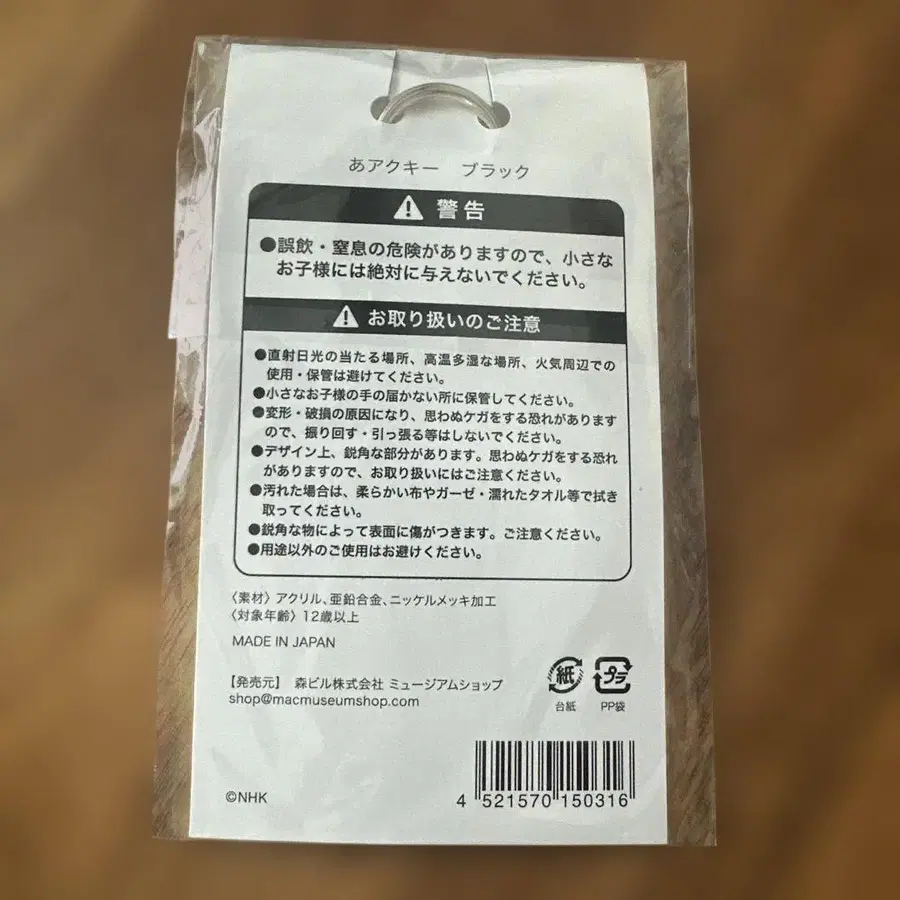 あアクキー　ブラック
警告
●誤飲・窒息の危険がありますので、小さな
お子様には絶対に与えないでください。
お取り扱いのご注意
●直射日光の当たる場所、高温多湿な場所、火気周辺での
使用・保管は避けてください。
●小さなお子様の手の届かない所に保管してください。
●変形・破損の原因になり、思わぬケガをする恐れがあります
ので、振り回す・引っ張る等はしないでください。
●デザイン上、鋭角な部分があります。思わぬケガをする恐れ
がありますので、お取り扱いにはご注意ください。
●汚れた場合は、柔らかい布やガーゼ・濡れたタオル等で拭き
取ってください。
●鋭角な物によって表面に傷がつきます。ご注意ください。
●用途以外のご使用はお避けください。
〈素材〉アクリル、亜鉛合金、ニッケルメッキ加工
〈対象年齢〉12歳以上
MADE IN JAPAN
【発売元】　森ビル株式会社 ミュージアムショップ
shop@macmuseumshop.com
紙 プラ
台紙 PP袋
©NHK
4 521570 150316